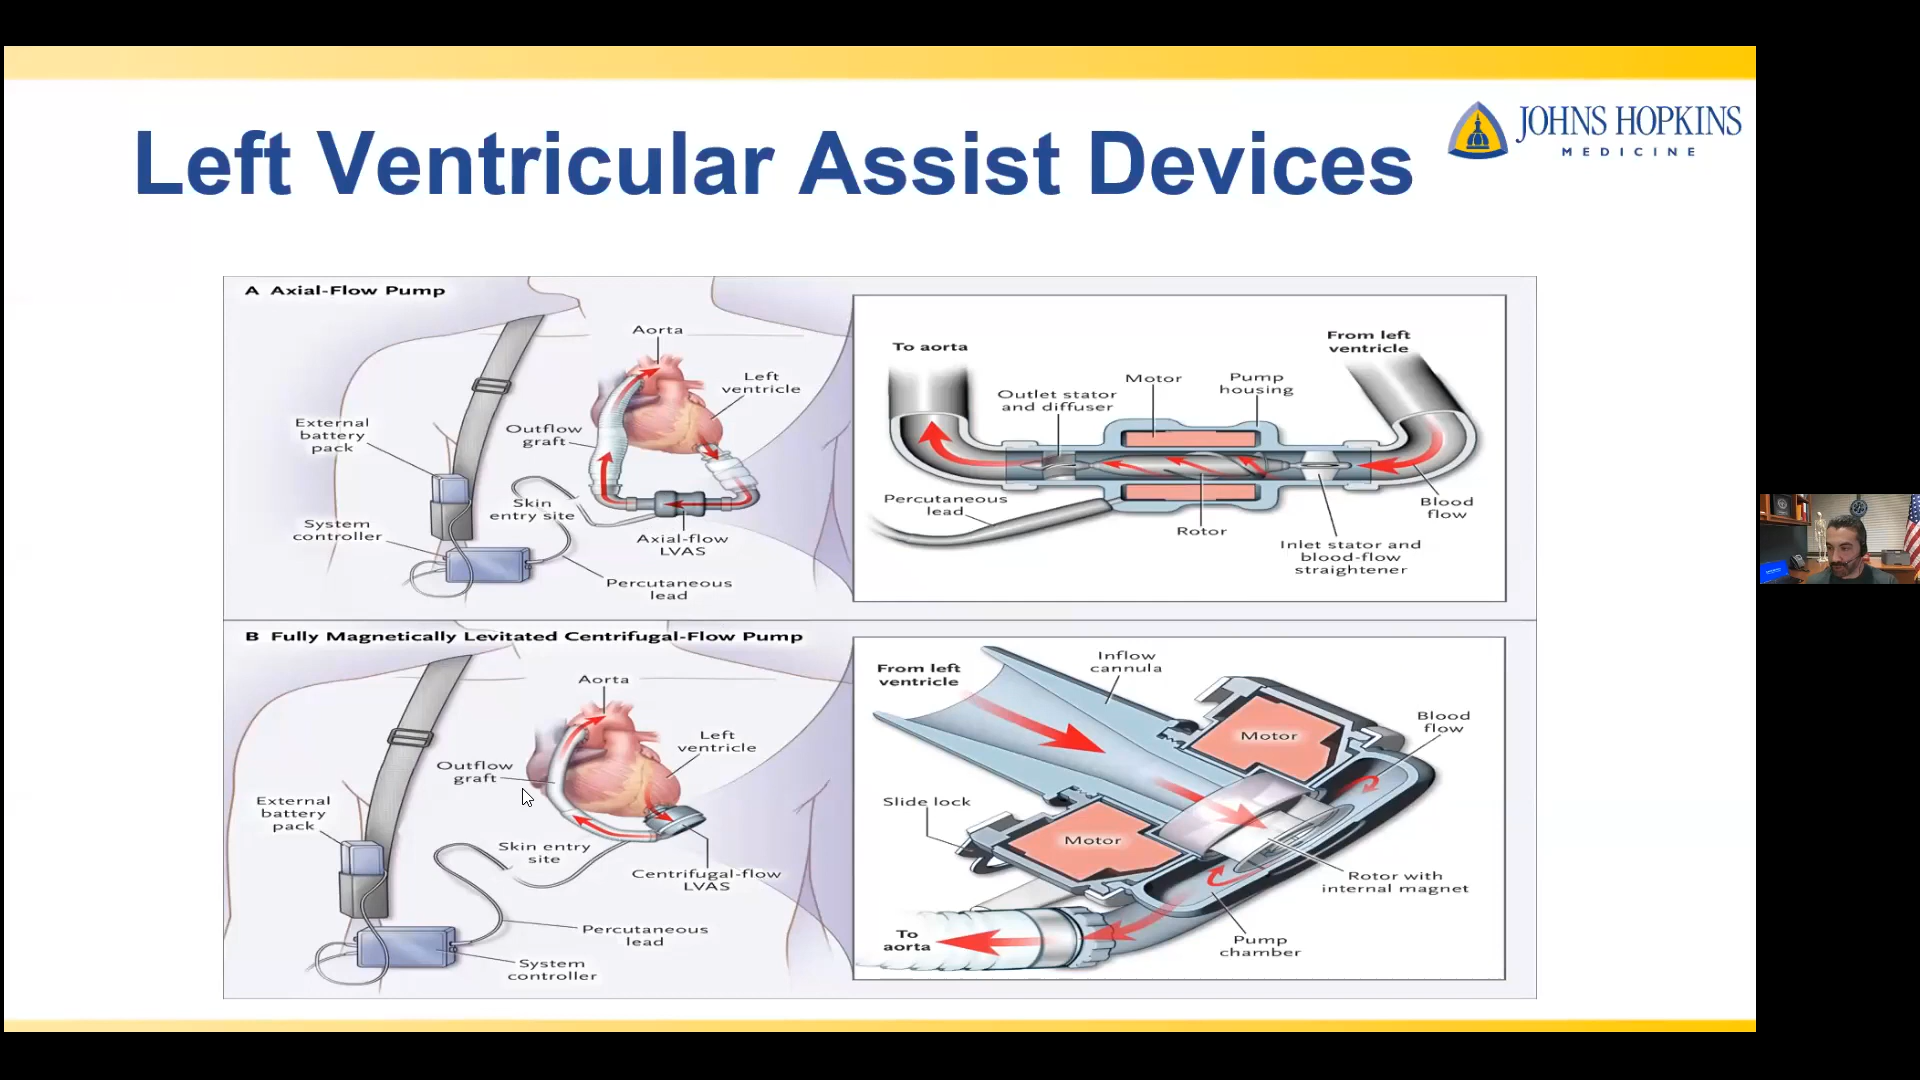 Left Ventricular Assist Devices
JOHNS HOPKINS
MEDICINE
A Axial-Flow Pump
Aorta
Left
ventricle
External
battery
pack
Outflow
graft
Skin
entry site
System
controller
Axial-flow
LVAS
Percutaneous
lead
To aorta
From left
ventricle
Motor
Pump
housing
Outlet stator
and diffuser
Percutaneous
lead
Rotor
Blood
flow
Inlet stator and
blood-flow
straightener
B Fully Magnetically Levitated Centrifugal-Flow Pump
Aorta
Left
ventricle
Outflow
graft
External
battery
pack
Skin entry
site
Centrifugal-flow
LVAS
Percutaneous
lead
System
controller
From left
ventricle
Inflow
cannula
Motor
Blood
flow
Slide lock
Motor
Rotor with
internal magnet
To
aorta
Pump
chamber